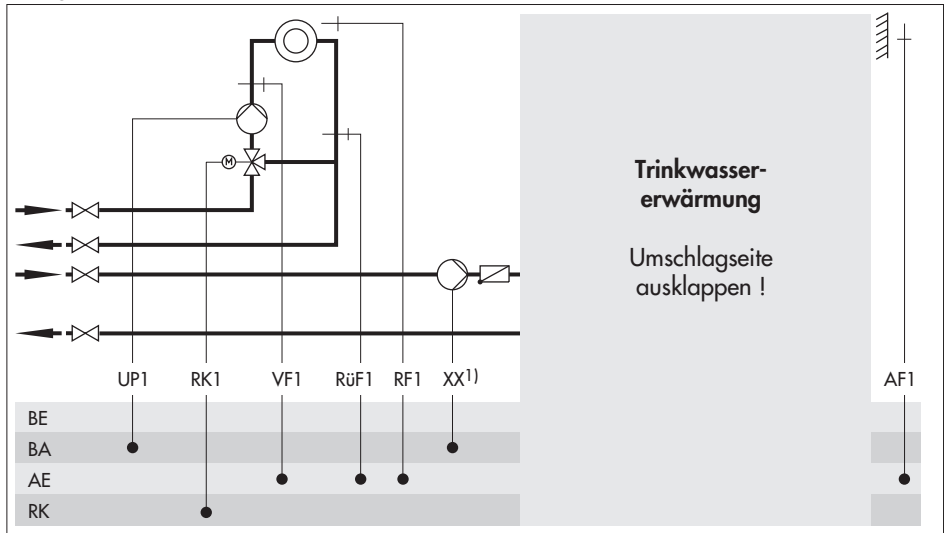 M
Trinkwasser-
erwärmung
Umschlagseite
ausklappen !
UP1 RK1 VF1 RüF1 RF1 XX1) AF1
BE
BA
AE
RK